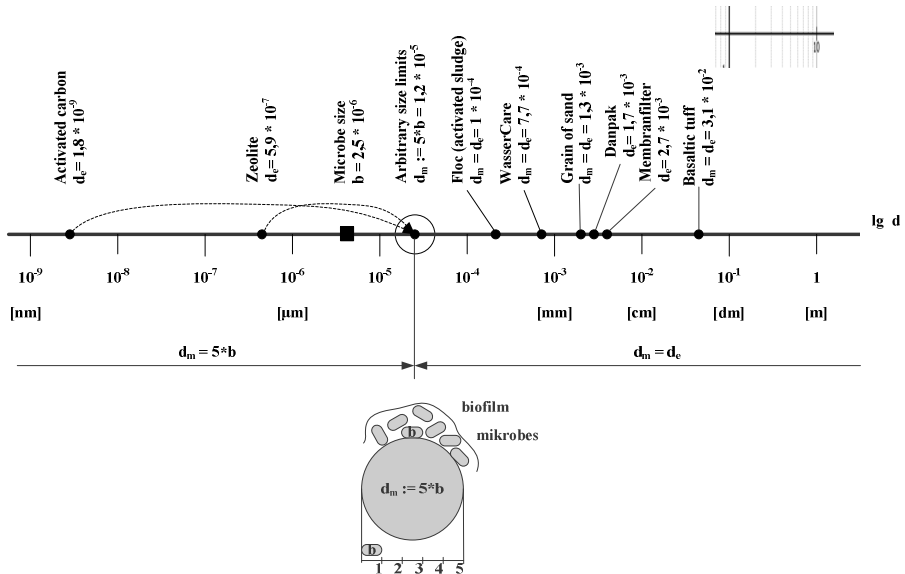 Activated carbon
dₑ= 1,8 * 10⁻⁹
Zeolite
dₑ= 5,9 * 10⁻⁷
Microbe size
b = 2,5 * 10⁻⁶
Arbitrary size limits
dₘ := 5*b = 1,2 * 10⁻⁵
Floc (activated sludge)
dₘ = dₑ= 1 * 10⁻⁴
WasserCare
dₘ = dₑ= 7,7 * 10⁻⁴
Grain of sand
dₘ = dₑ = 1,3 * 10⁻³
Danpak
dₑ= 1,7 * 10⁻³
Membranfilter
dₑ= 2,7 * 10⁻³
Basaltic tuff
dₘ = dₑ= 3,1 * 10⁻²
10
lg d
10⁻⁹ 10⁻⁸ 10⁻⁷ 10⁻⁶ 10⁻⁵ 10⁻⁴ 10⁻³ 10⁻² 10⁻¹ 1
[nm] [µm] [mm] [cm] [dm] [m]
dₘ = 5*b dₘ = dₑ
biofilm
mikrobes
b
dₘ := 5*b
b
1 2 3 4 5